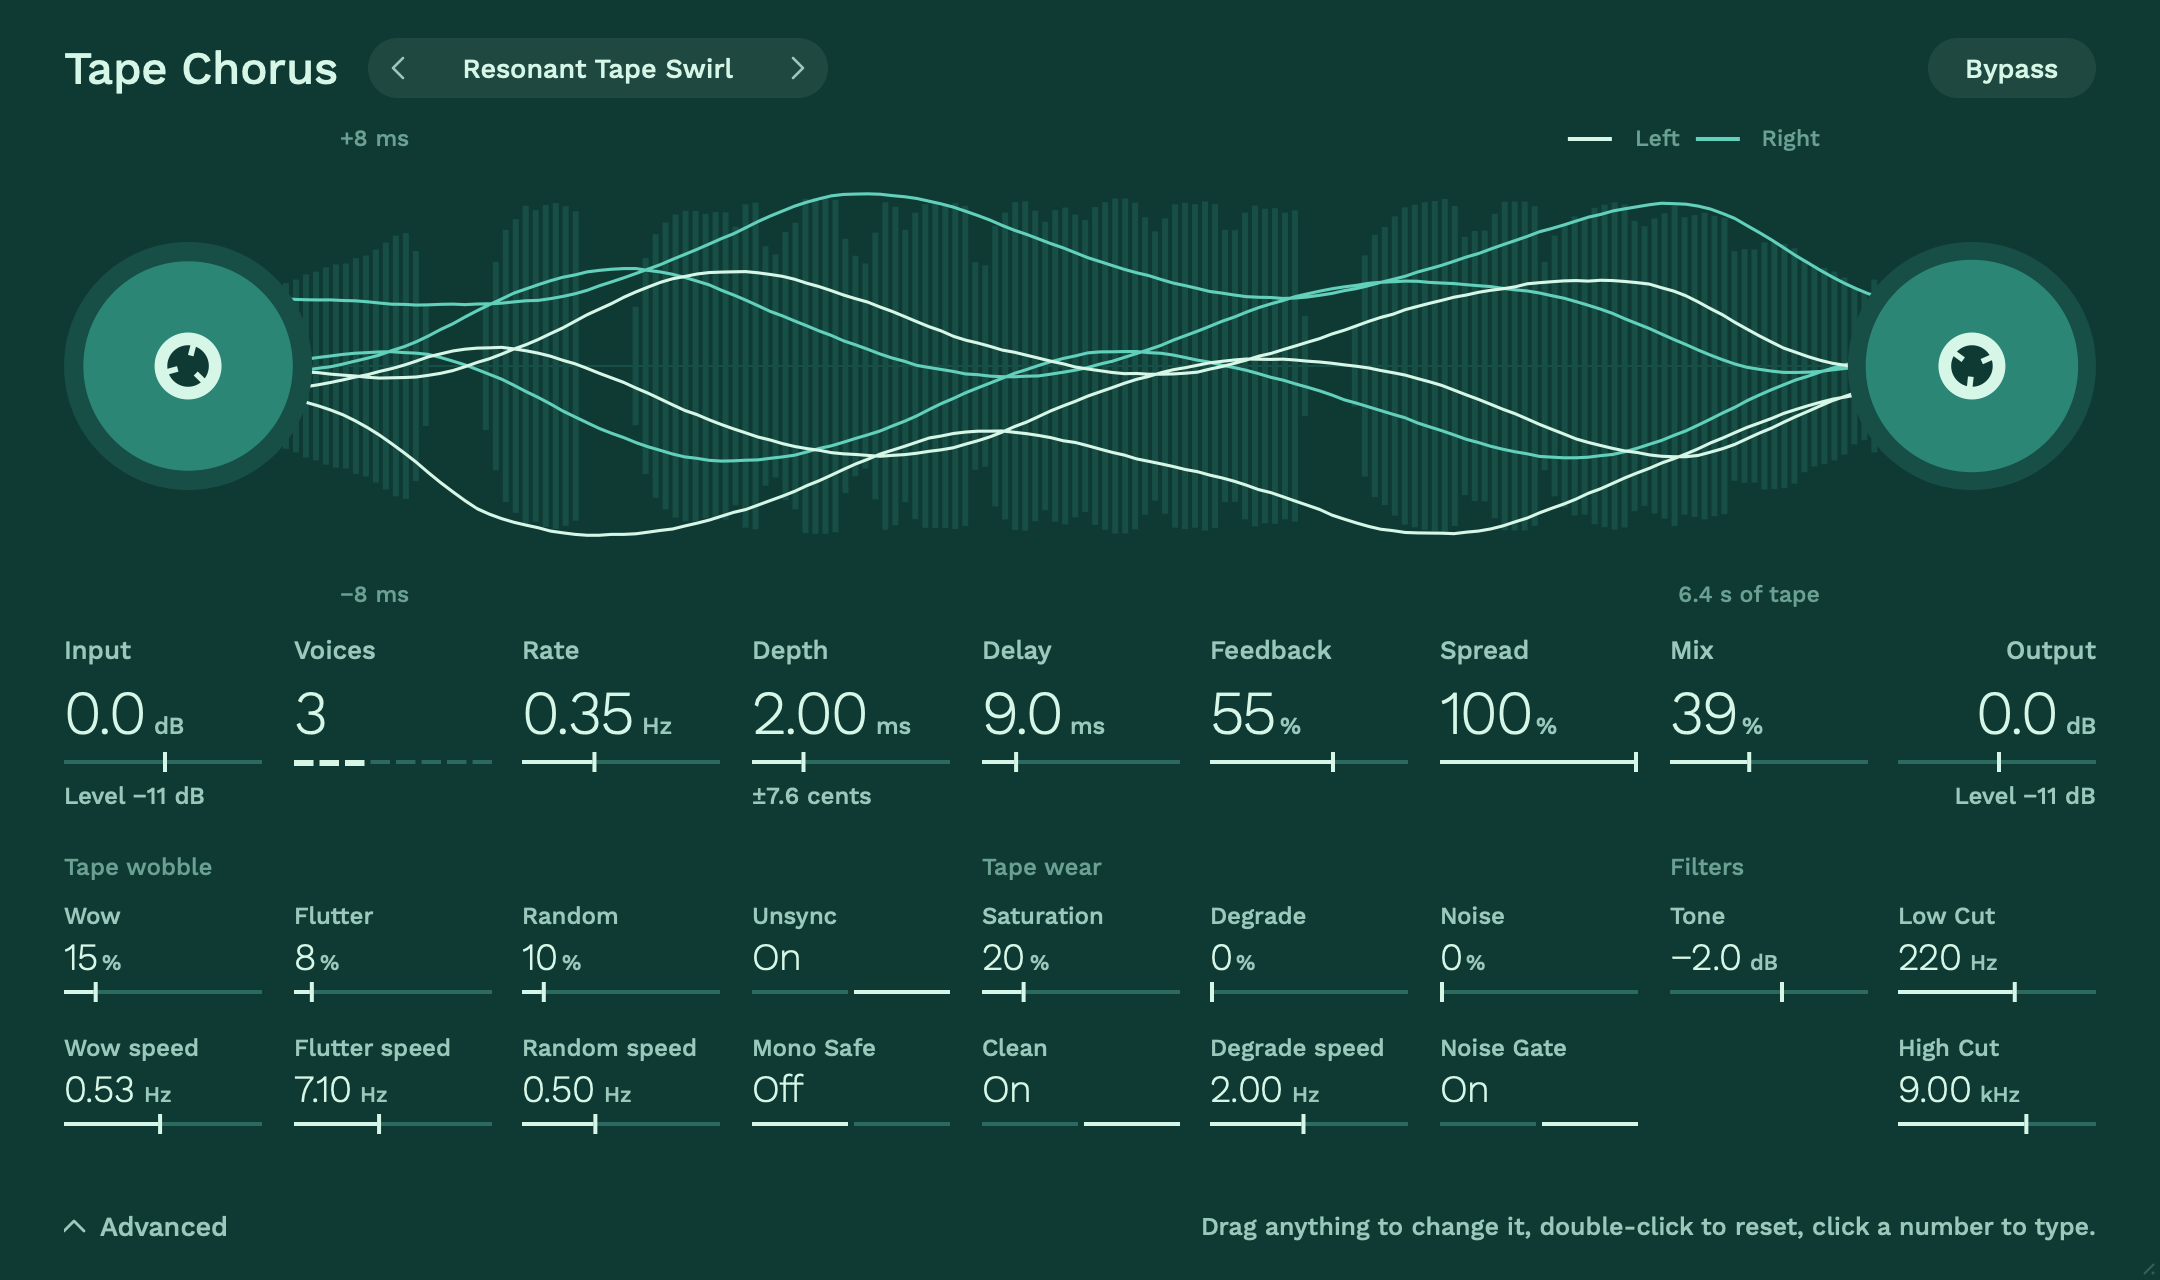 Tape Chorus
Resonant Tape Swirl
Bypass
+8 ms
Left
Right
−8 ms
6.4 s of tape
Input Voices Rate Depth Delay Feedback Spread Mix Output
0.0 dB 3 0.35 Hz 2.00 ms 9.0 ms 55 % 100 % 39 % 0.0 dB
Level −11 dB ±7.6 cents Level −11 dB
Tape wobble Tape wear Filters
Wow Flutter Random Unsync Saturation Degrade Noise Tone Low Cut
15 % 8 % 10 % On 20 % 0 % 0 % −2.0 dB 220 Hz
Wow speed Flutter speed Random speed Mono Safe Clean Degrade speed Noise Gate High Cut
0.53 Hz 7.10 Hz 0.50 Hz Off On 2.00 Hz On 9.00 kHz
Advanced
Drag anything to change it, double-click to reset, click a number to type.